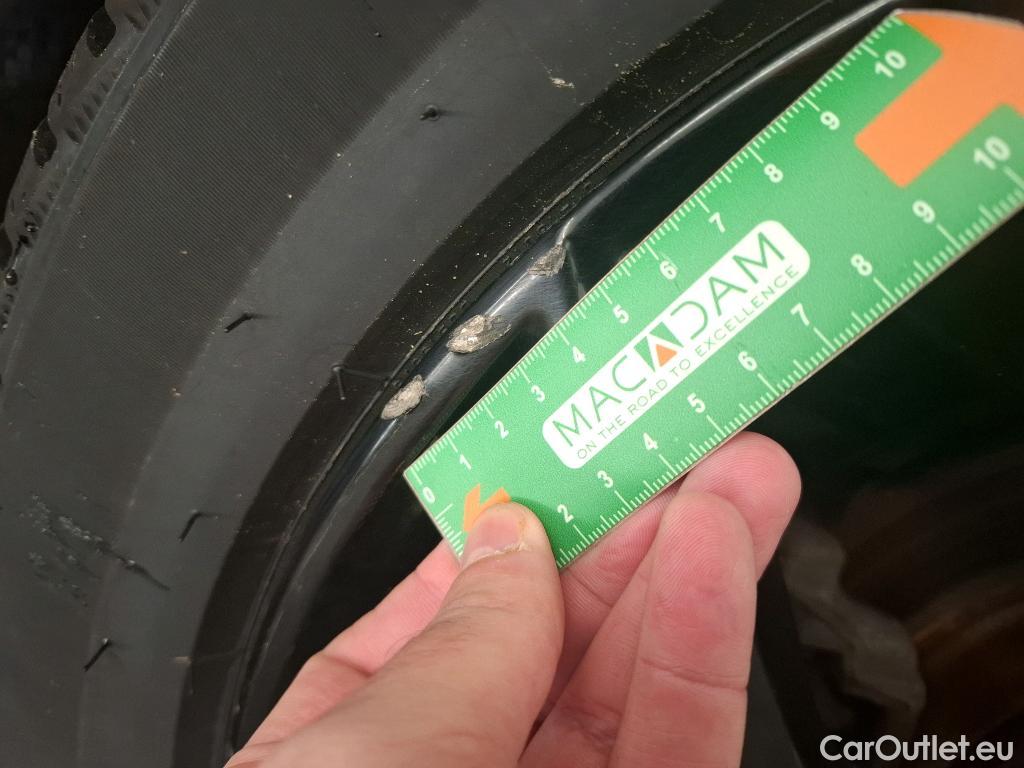 0 1 2 3 4 5 6 7 8 9 10
MACADAM
ON THE ROAD TO EXCELLENCE
2 3 4 5 6 7 8 9 10
CarOutlet.eu